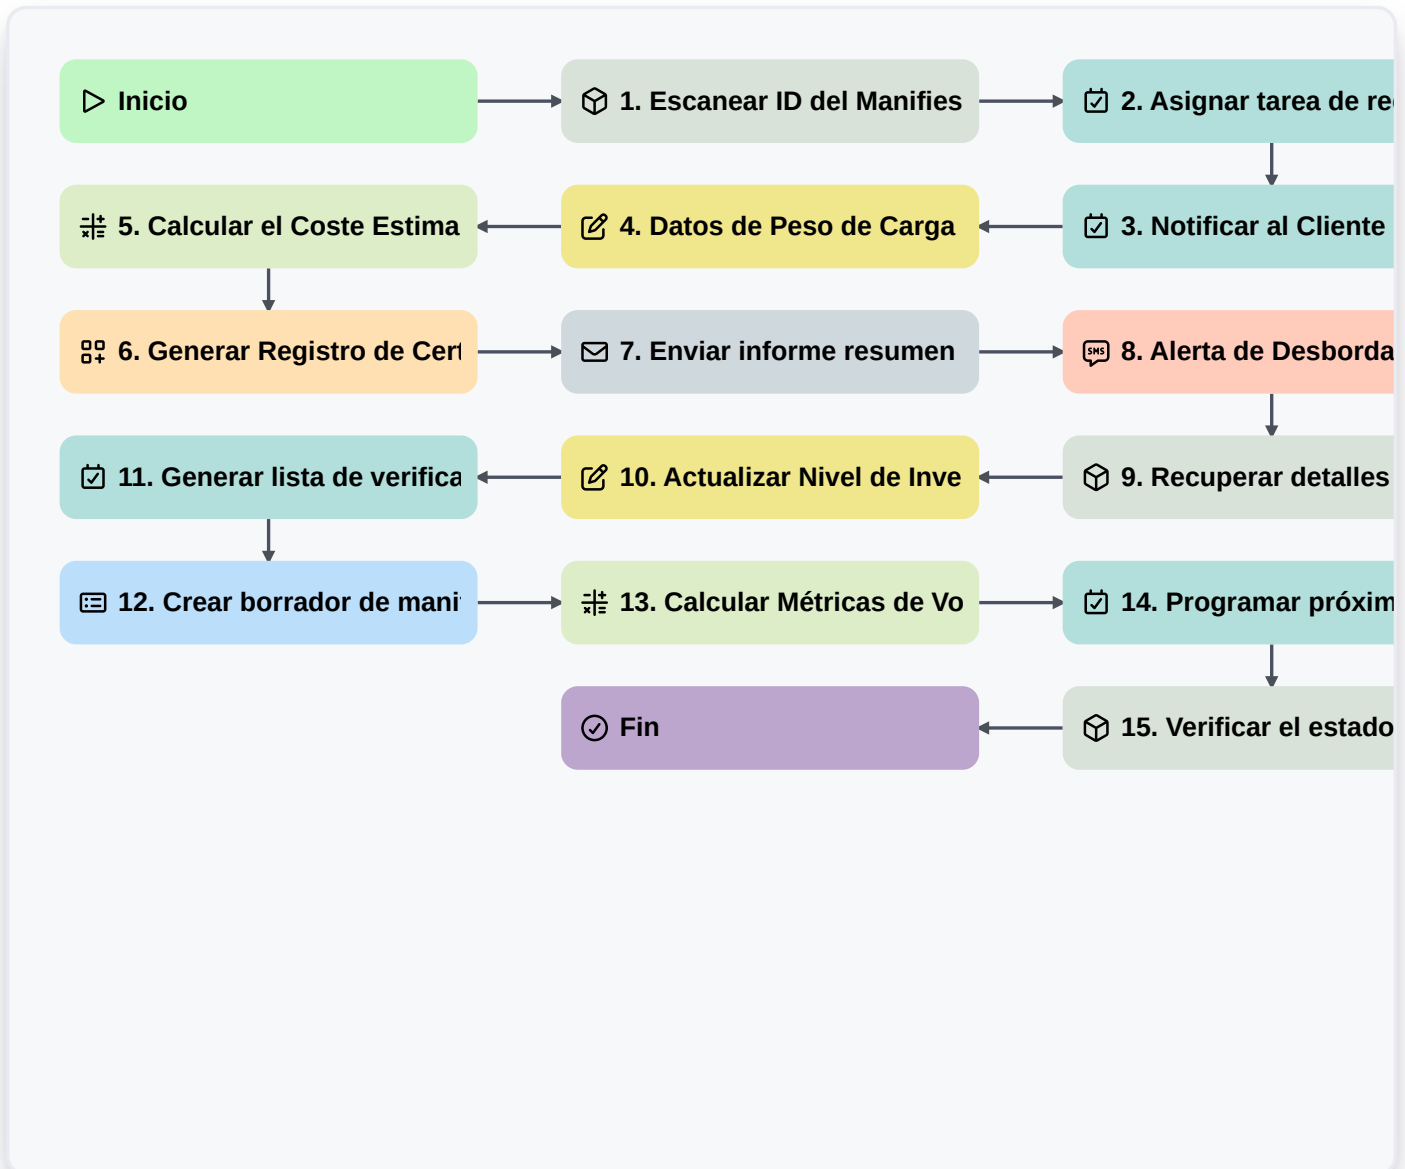 Inicio
1. Escanear ID del Manifies
2. Asignar tarea de re
3. Notificar al Cliente
4. Datos de Peso de Carga
5. Calcular el Coste Estima
6. Generar Registro de Cert
7. Enviar informe resumen
SMS 8. Alerta de Desborda
9. Recuperar detalles
10. Actualizar Nivel de Inve
11. Generar lista de verifica
12. Crear borrador de mani
13. Calcular Métricas de Vo
14. Programar próxim
15. Verificar el estado
Fin